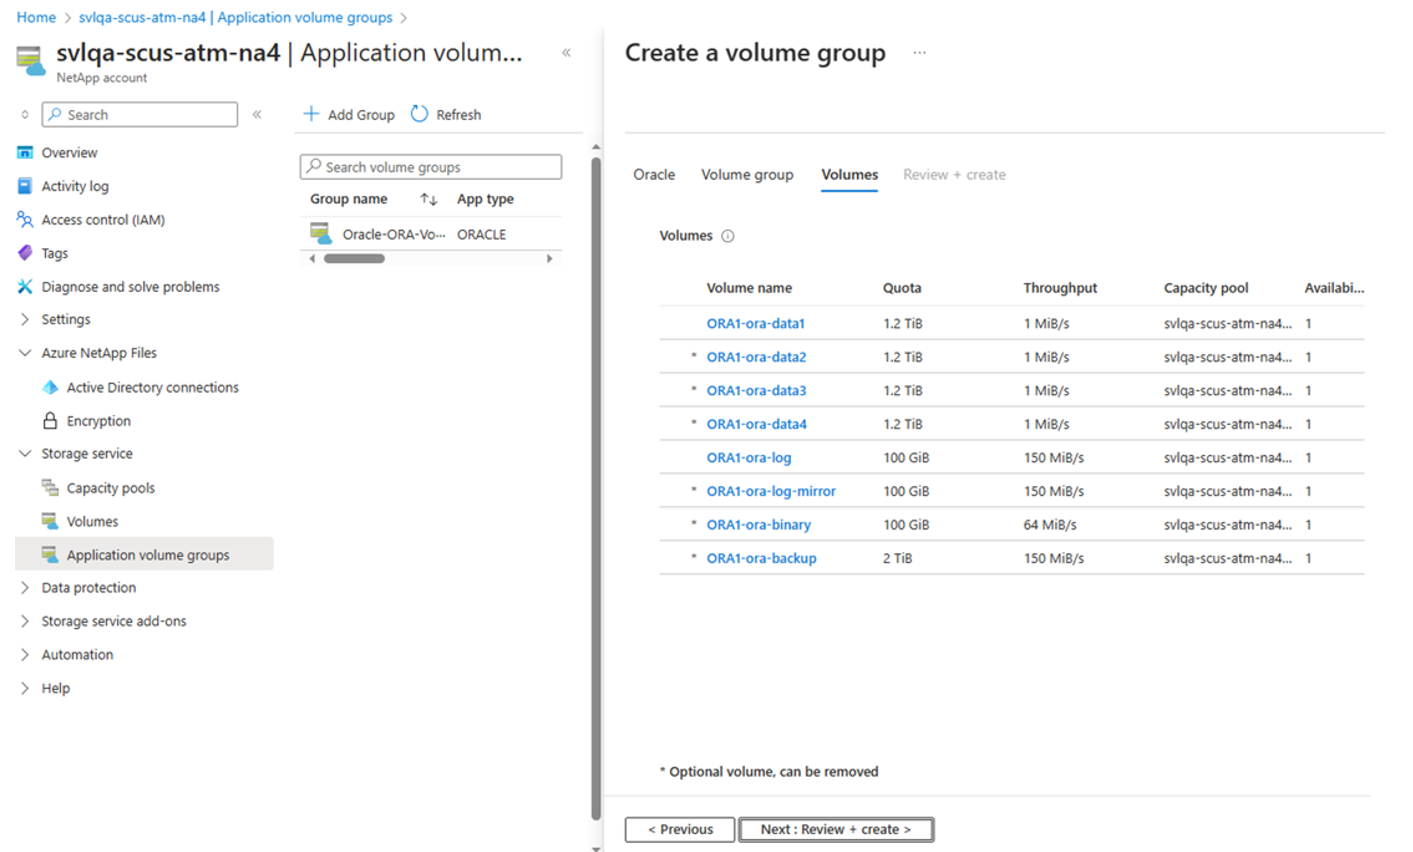 Home > svlqa-scus-atm-na4 | Application volume groups >
svlqa-scus-atm-na4 | Application volum...
NetApp account
Search
Overview
Activity log
Access control (IAM)
Tags
Diagnose and solve problems
Settings
Azure NetApp Files
Active Directory connections
Encryption
Storage service
Capacity pools
Volumes
Application volume groups
Data protection
Storage service add-ons
Automation
Help
Add Group Refresh
Search volume groups
Group name App type
Oracle-ORA-Vo... ORACLE
Create a volume group ...
Oracle Volume group Volumes Review + create
Volumes
Volume name Quota Throughput Capacity pool Availabi...
ORA1-ora-data1 1.2 TiB 1 MiB/s svlqa-scus-atm-na4... 1
* ORA1-ora-data2 1.2 TiB 1 MiB/s svlqa-scus-atm-na4... 1
* ORA1-ora-data3 1.2 TiB 1 MiB/s svlqa-scus-atm-na4... 1
* ORA1-ora-data4 1.2 TiB 1 MiB/s svlqa-scus-atm-na4... 1
ORA1-ora-log 100 GiB 150 MiB/s svlqa-scus-atm-na4... 1
* ORA1-ora-log-mirror 100 GiB 150 MiB/s svlqa-scus-atm-na4... 1
* ORA1-ora-binary 100 GiB 64 MiB/s svlqa-scus-atm-na4... 1
* ORA1-ora-backup 2 TiB 150 MiB/s svlqa-scus-atm-na4... 1
* Optional volume, can be removed
< Previous Next : Review + create >